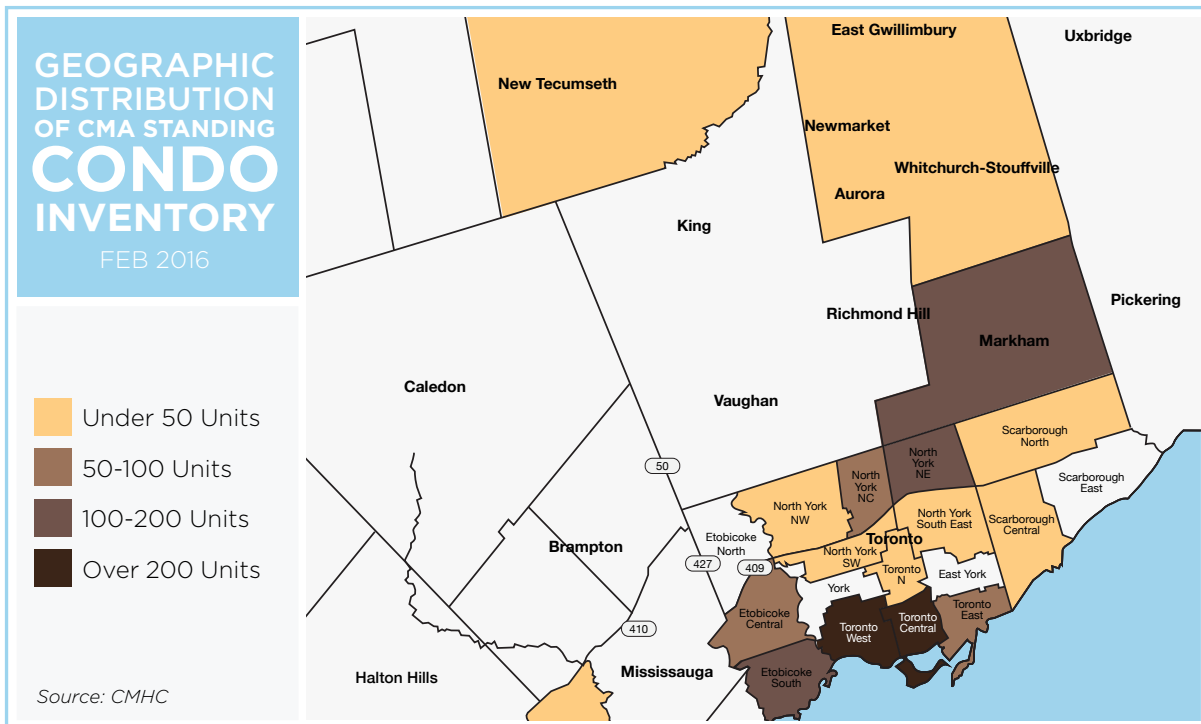 GEOGRAPHIC
DISTRIBUTION
OF CMA STANDING
CONDO
INVENTORY
FEB 2016
Under 50 Units
50-100 Units
100-200 Units
Over 200 Units
Source: CMHC
East Gwillimbury
Uxbridge
New Tecumseth
Newmarket
Whitchurch-Stouffville
Aurora
King
Pickering
Richmond Hill
Markham
Caledon
Vaughan
Scarborough
North
50
North
York
NE
North
York
NC
Scarborough
East
North York
NW
North York
South East
Scarborough
Central
Etobicoke
North
Brampton
Toronto
North York
SW
427
409
Toronto
N
East York
York
Etobicoke
Central
Toronto
East
Toronto
West
Toronto
Central
410
Mississauga
Halton Hills
Etobicoke
South